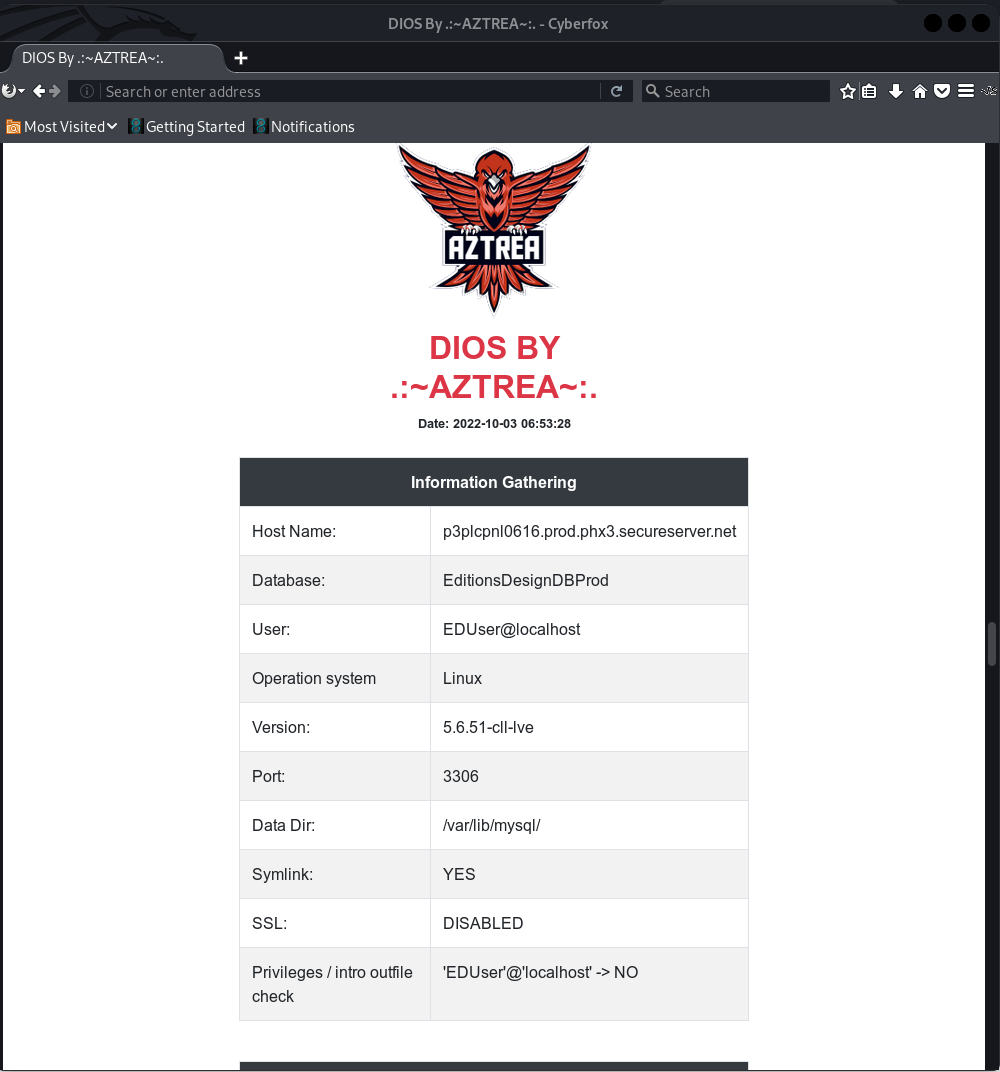 DIOS By .:~AZTREA~:. - Cyberfox
DIOS By .:~AZTREA~:.
Search or enter address
Search
Most Visited
Getting Started
Notifications
AZTREA
DIOS BY
.:~AZTREA~:.
Date: 2022-10-03 06:53:28
Information Gathering
Host Name: p3plcpnl0616.prod.phx3.secureserver.net
Database: EditionsDesignDBProd
User: EDUser@localhost
Operation system Linux
Version: 5.6.51-cll-lve
Port: 3306
Data Dir: /var/lib/mysql/
Symlink: YES
SSL: DISABLED
Privileges / intro outfile 'EDUser'@'localhost' -> NO
check